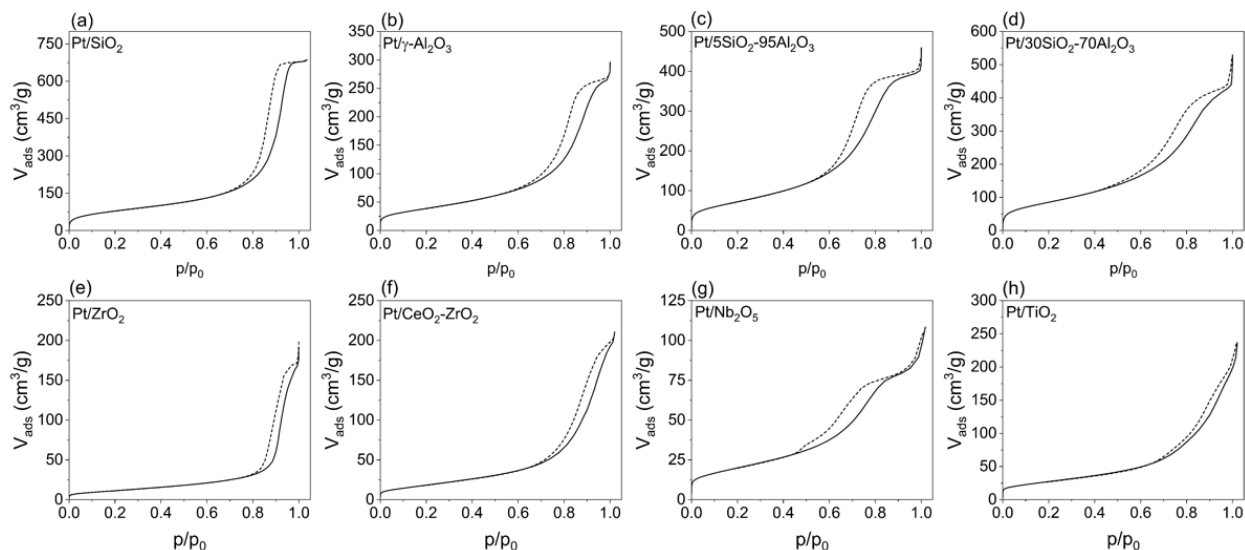 (a)
Pt/SiO₂
750
600
450
300
150
0
V_ads (cm³/g)
0.0 0.2 0.4 0.6 0.8 1.0
p/p₀
(b)
Pt/γ-Al₂O₃
350
300
250
200
150
100
50
0
V_ads (cm³/g)
0.0 0.2 0.4 0.6 0.8 1.0
p/p₀
(c)
Pt/5SiO₂-95Al₂O₃
500
400
300
200
100
0
V_ads (cm³/g)
0.0 0.2 0.4 0.6 0.8 1.0
p/p₀
(d)
Pt/30SiO₂-70Al₂O₃
600
500
400
300
200
100
0
V_ads (cm³/g)
0.0 0.2 0.4 0.6 0.8 1.0
p/p₀
(e)
Pt/ZrO₂
250
200
150
100
50
0
V_ads (cm³/g)
0.0 0.2 0.4 0.6 0.8 1.0
p/p₀
(f)
Pt/CeO₂-ZrO₂
250
200
150
100
50
0
V_ads (cm³/g)
0.0 0.2 0.4 0.6 0.8 1.0
p/p₀
(g)
Pt/Nb₂O₅
125
100
75
50
25
0
V_ads (cm³/g)
0.0 0.2 0.4 0.6 0.8 1.0
p/p₀
(h)
Pt/TiO₂
300
250
200
150
100
50
0
V_ads (cm³/g)
0.0 0.2 0.4 0.6 0.8 1.0
p/p₀